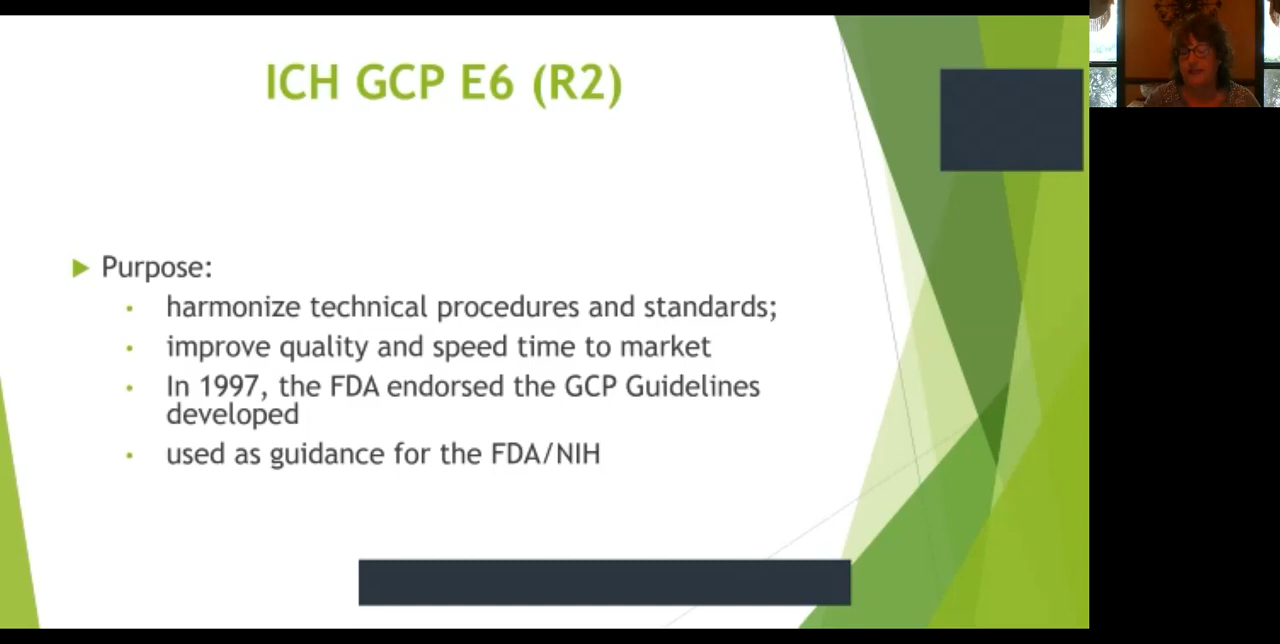 ICH GCP E6 (R2)
Purpose:
harmonize technical procedures and standards;
improve quality and speed time to market
In 1997, the FDA endorsed the GCP Guidelines
developed
used as guidance for the FDA/NIH